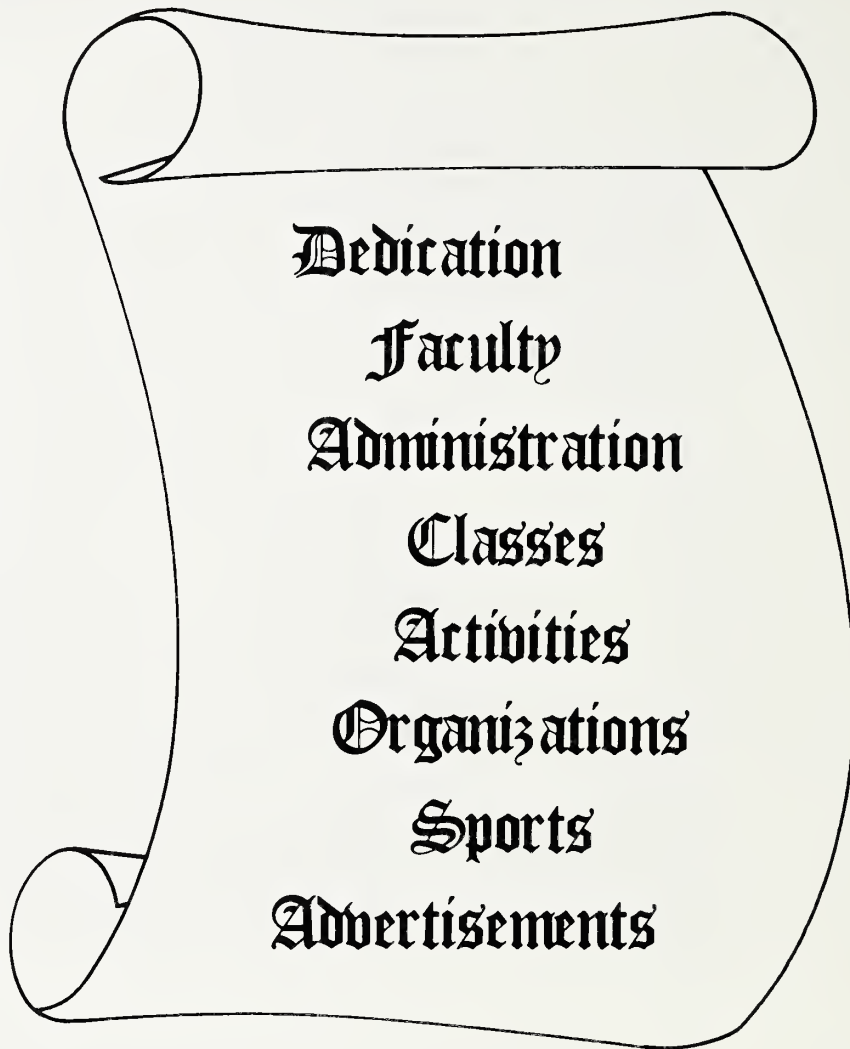 Dedication
Faculty
Administration
Classes
Activities
Organizations
Sports
Advertisements